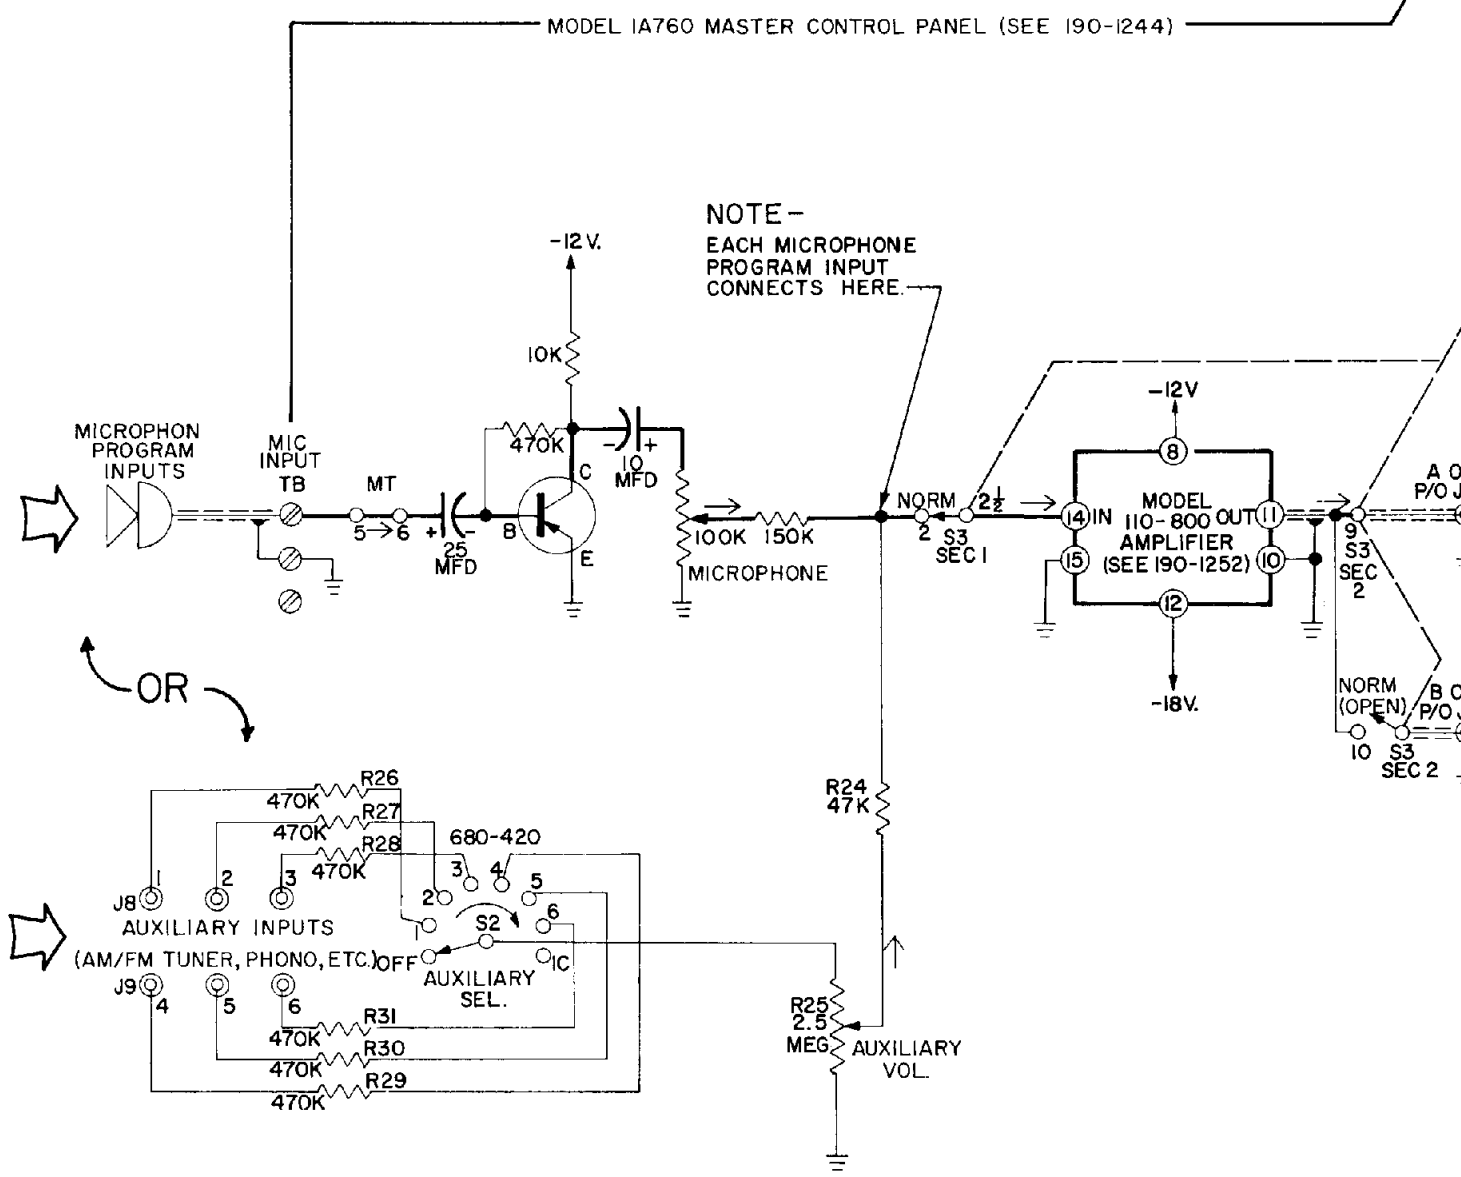 MODEL 1A760 MASTER CONTROL PANEL (SEE 190-1244)
NOTE-
EACH MICROPHONE
PROGRAM INPUT
CONNECTS HERE.
-12V.
10K
470K
- +
10
MFD
MICROPHON
PROGRAM
INPUTS
MIC
INPUT
TB
MT
5 → 6
+ -
25
MFD
B
C
E
100K
150K
MICROPHONE
NORM
2
2½
S3
SEC 1
-12V
8
14 IN
15
MODEL
110-800
AMPLIFIER
(SEE 190-1252)
OUT 11
10
12
-18V.
9
S3
SEC
2
A
P/O
NORM
(OPEN)
B
P/O
10
S3
SEC 2
OR
R26
470K
R27
470K
R28
470K
680-420
1 2 3
J8
AUXILIARY INPUTS
(AM/FM TUNER, PHONO, ETC.)
J9
4 5 6
OFF
1
2
3
4
5
6
1C
S2
AUXILIARY
SEL.
R31
470K
R30
470K
R29
470K
R24
47K
R25
2.5
MEG
AUXILIARY
VOL.